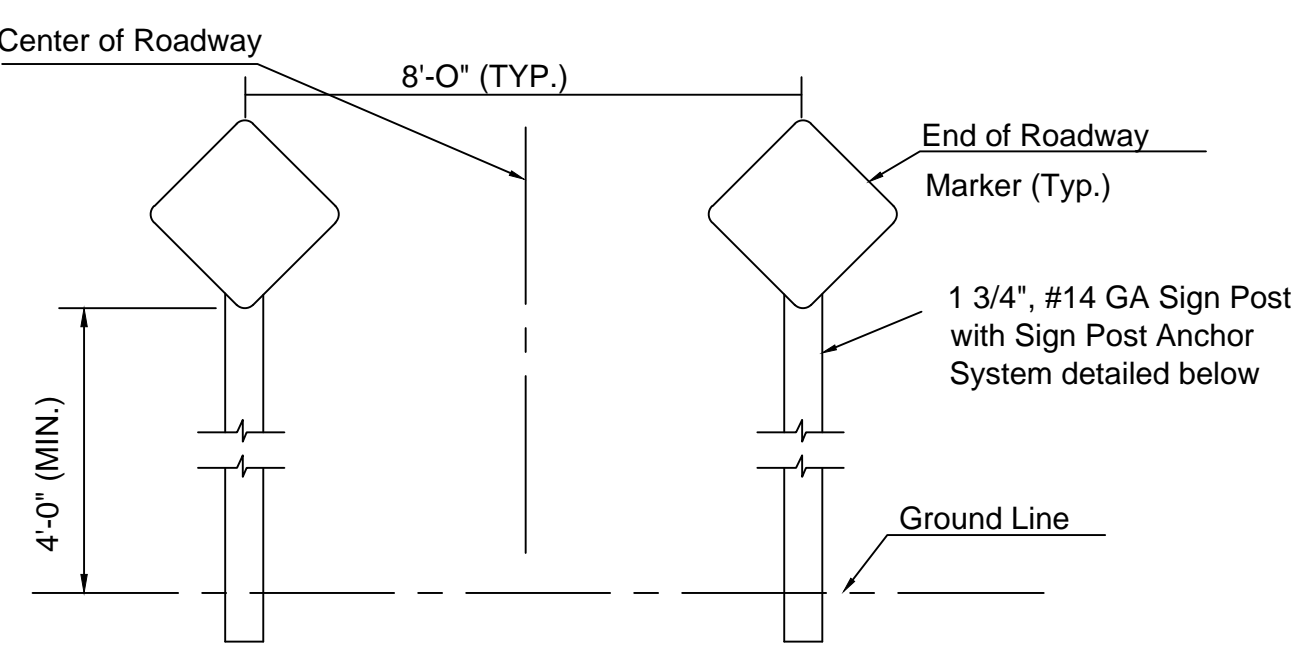 Center of Roadway
8'-O" (TYP.)
End of Roadway
Marker (Typ.)
1 3/4", #14 GA Sign Post
with Sign Post Anchor
System detailed below
4'-0" (MIN.)
Ground Line